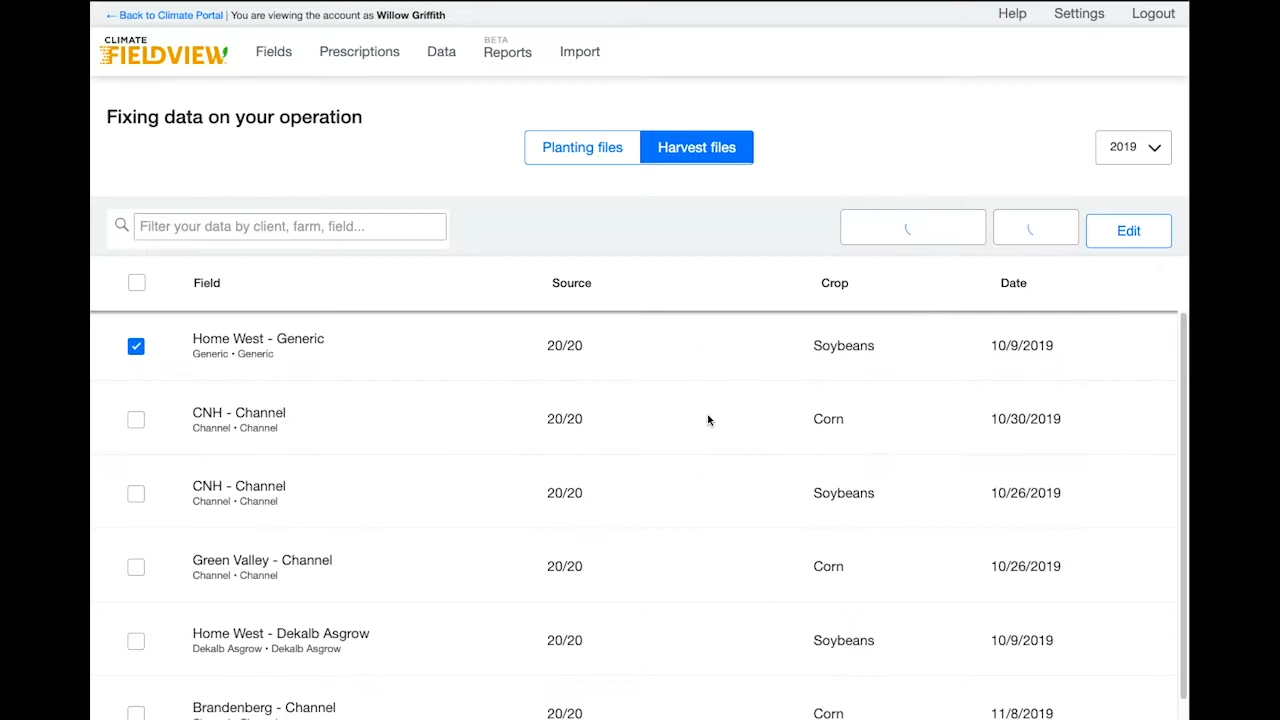 ← Back to Climate Portal | You are viewing the account as Willow Griffith
Help Settings Logout
CLIMATE
FIELDVIEW
Fields Prescriptions Data BETA Reports Import
Fixing data on your operation
Planting files Harvest files
2019
Filter your data by client, farm, field...
Edit
Field Source Crop Date
Home West - Generic 20/20 Soybeans 10/9/2019
Generic • Generic
CNH - Channel 20/20 Corn 10/30/2019
Channel • Channel
CNH - Channel 20/20 Soybeans 10/26/2019
Channel • Channel
Green Valley - Channel 20/20 Corn 10/26/2019
Channel • Channel
Home West - Dekalb Asgrow 20/20 Soybeans 10/9/2019
Dekalb Asgrow • Dekalb Asgrow
Brandenberg - Channel 20/20 Corn 11/8/2019